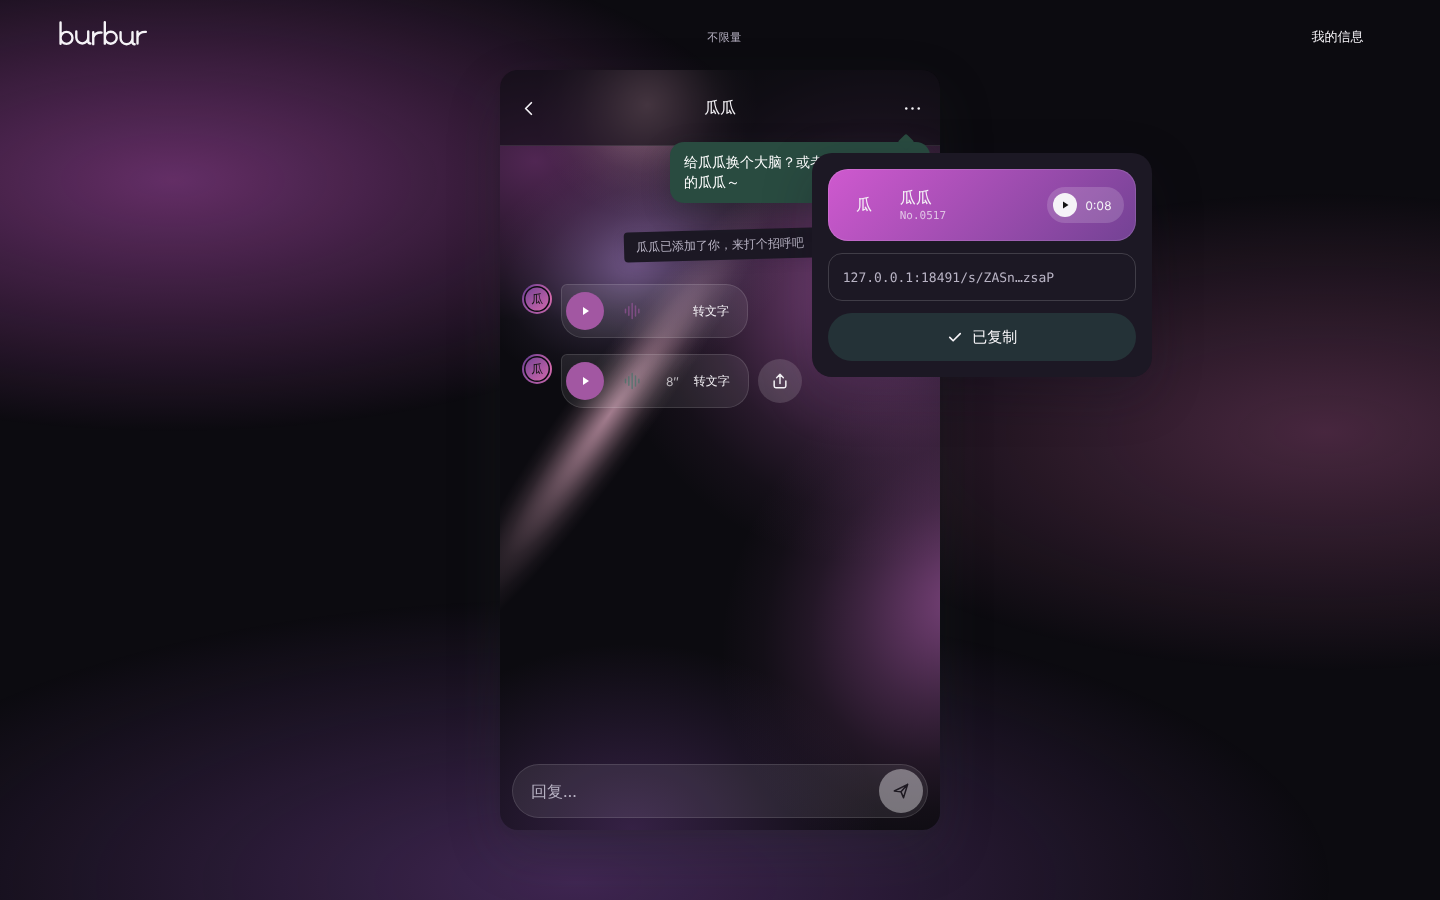 burbur
不限量
我的信息
瓜瓜
给瓜瓜换个大脑？或
的瓜瓜～
瓜
瓜瓜
No.0517
0:08
瓜瓜已添加了你，来打个招呼吧
127.0.0.1:18491/s/ZASn…zsaP
已复制
瓜
转文字
瓜
8″
转文字
回复...